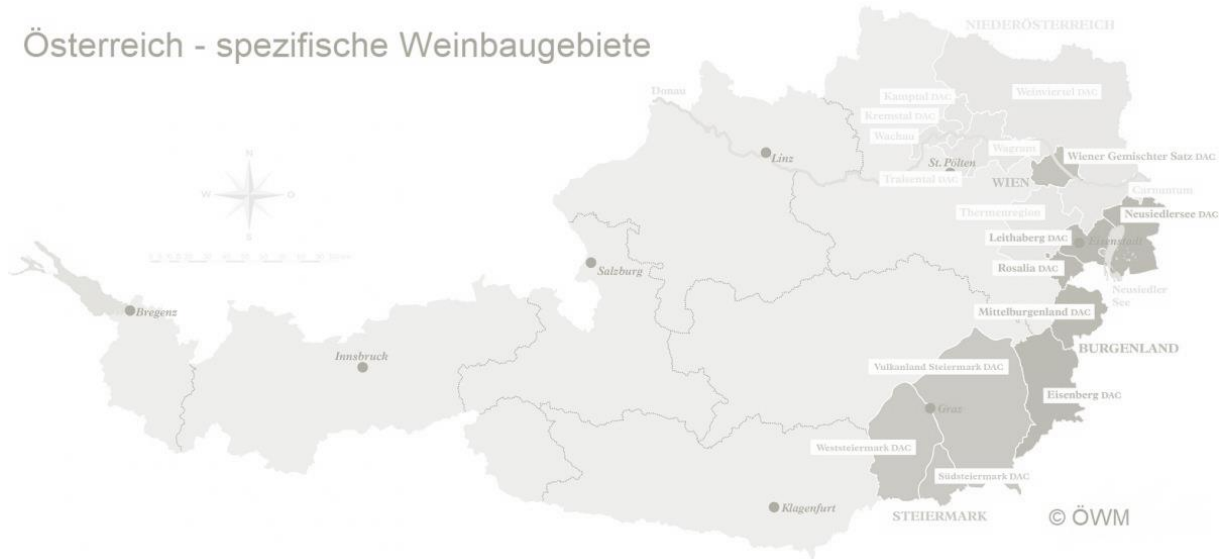 Österreich - spezifische Weinbaugebiete
NIEDERÖSTERREICH
Donau
Kamptal DAC
Weinviertel DAC
Kremstal DAC
Wachau
Wagram
Linz
St. Pölten
Wiener Gemischter Satz DAC
Traisental DAC
WIEN
Carnuntum
N
W
O
S
Thermenregion
Neusiedlersee DAC
Leithaberg DAC
Eisenstadt
Salzburg
Rosalia DAC
Neusiedler
See
Bregenz
Mittelburgenland DAC
BURGENLAND
Innsbruck
Vulkanland Steiermark DAC
Eisenberg DAC
Graz
Weststeiermark DAC
Südsteiermark DAC
Klagenfurt
STEIERMARK
© ÖWM